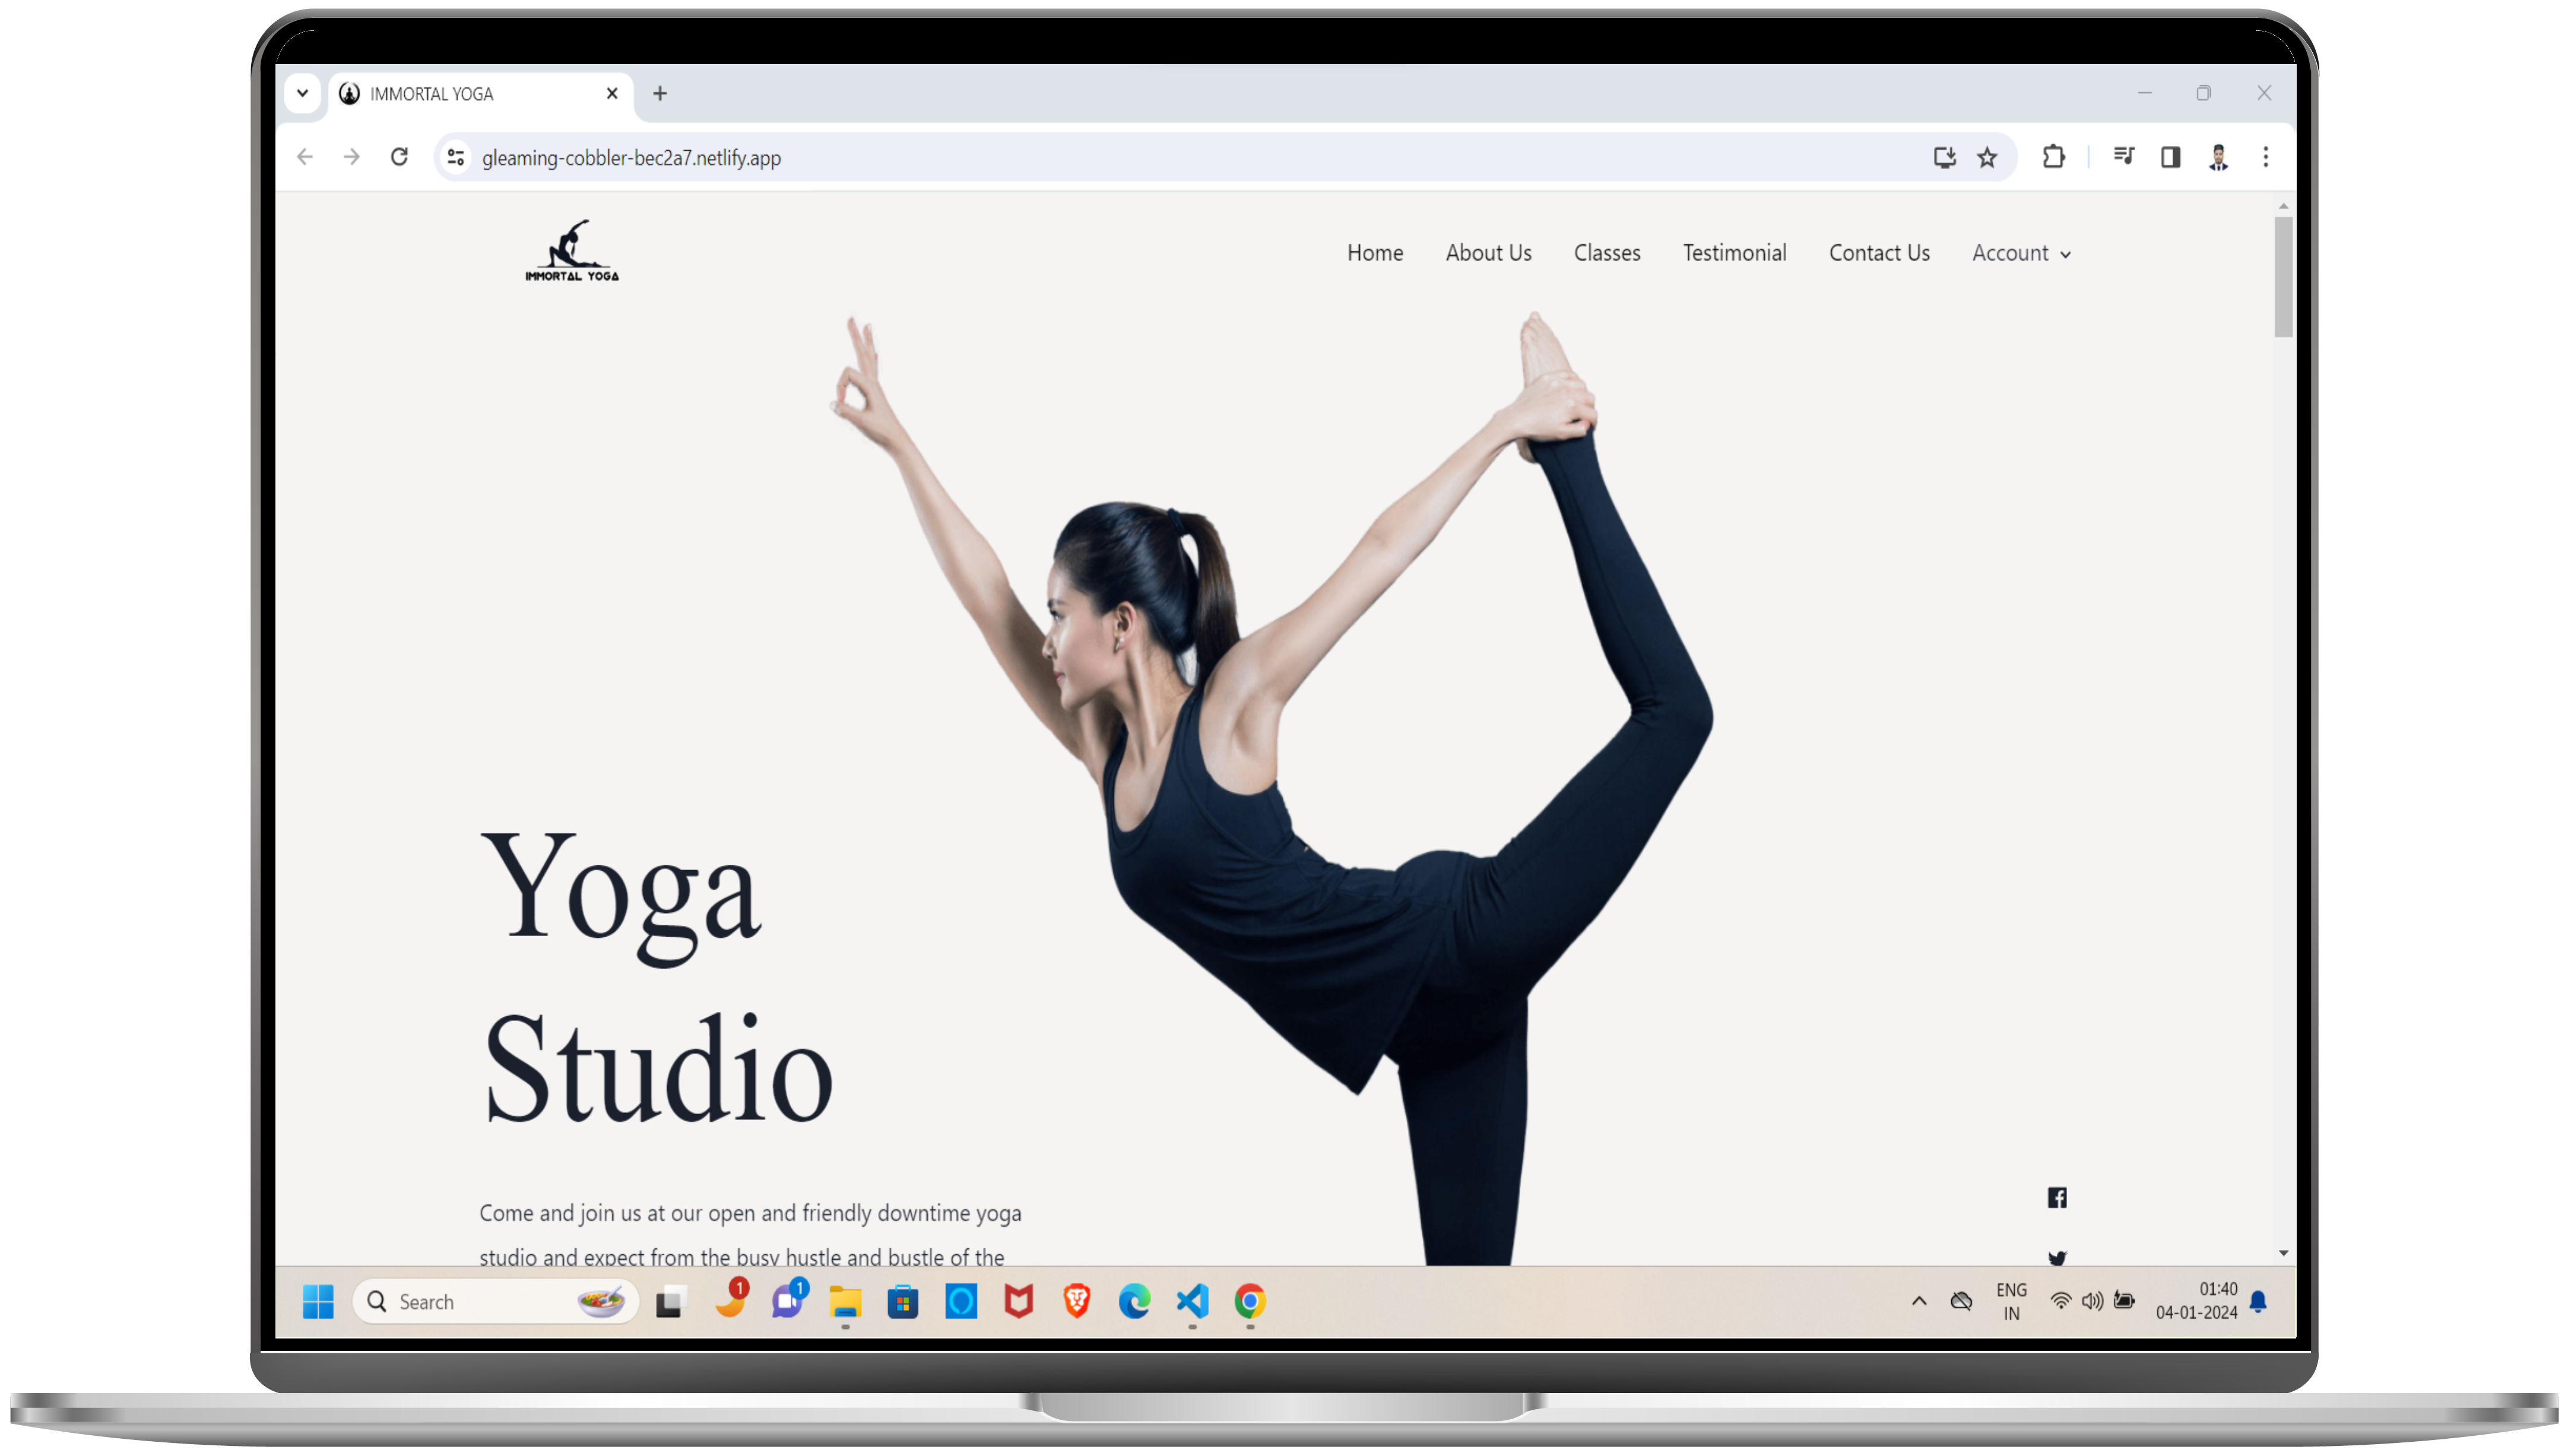 IMMORTAL YOGA
gleaming-cobbler-bec2a7.netlify.app
IMMORTAL YOGA
Home About Us Classes Testimonial Contact Us Account
Yoga
Studio
Come and join us at our open and friendly downtime yoga
studio and expect from the busy hustle and bustle of the
Search
1
1
ENG
IN
01:40
04-01-2024